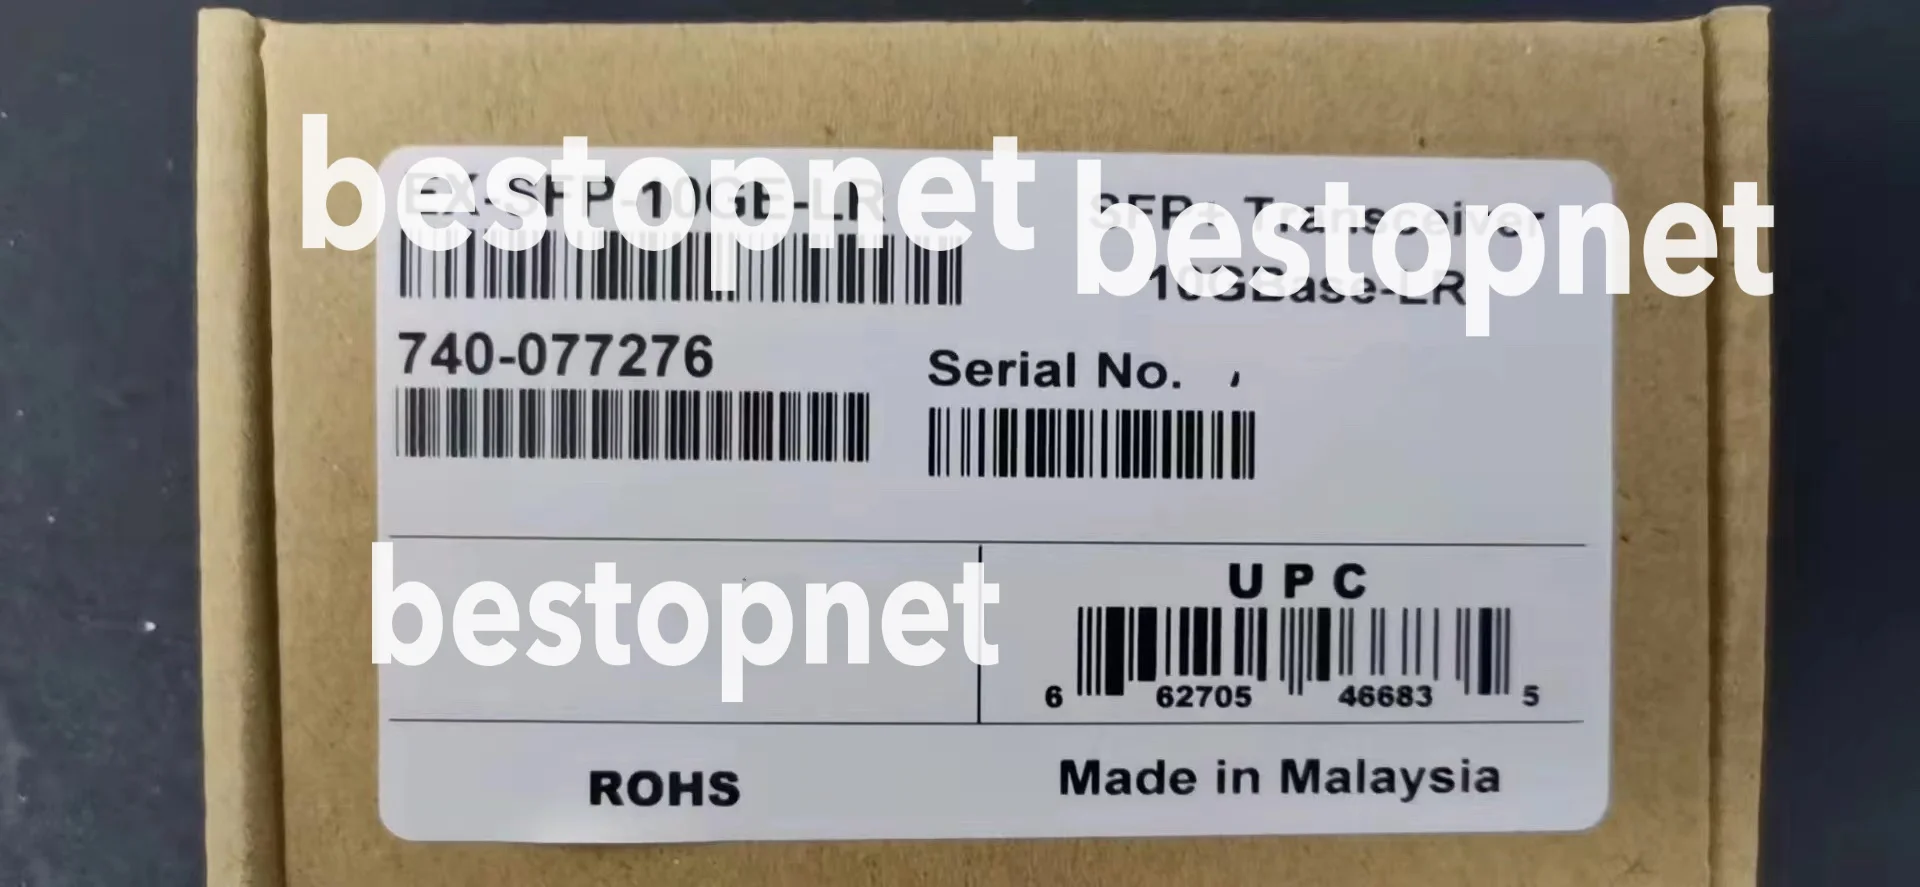 bestopnet
bestopnet
EX-SFP-10GE-LR
SFP+ Transceiver
10GBase-LR
740-077276
Serial No.
bestopnet
U P C
6 62705 46683 5
ROHS
Made in Malaysia